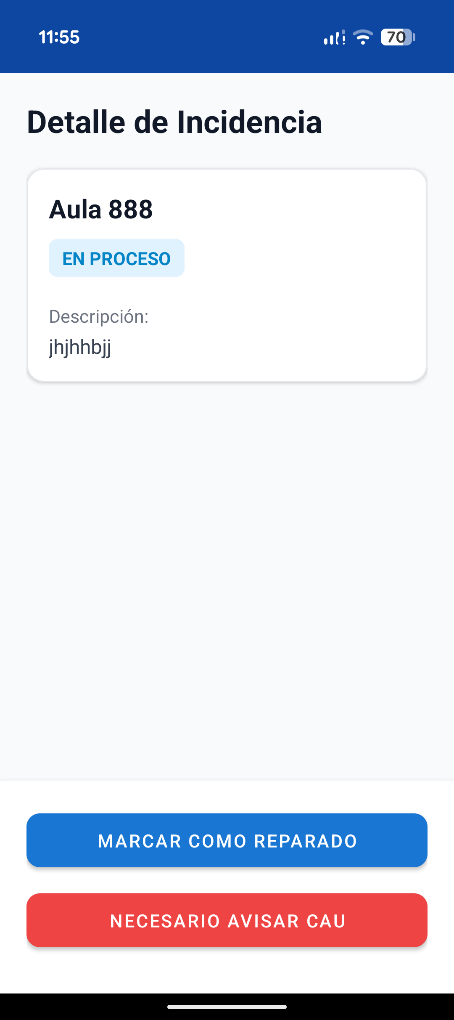 11:55
70
Detalle de Incidencia
Aula 888
EN PROCESO
Descripción:
jhjhhbjj
MARCAR COMO REPARADO
NECESARIO AVISAR CAU